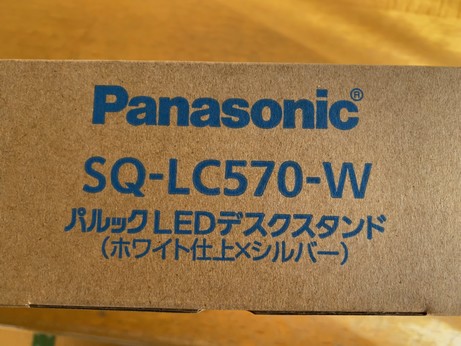 Panasonic®
SQ-LC570-W
パルックLEDデスクスタンド
(ホワイト仕上×シルバー)